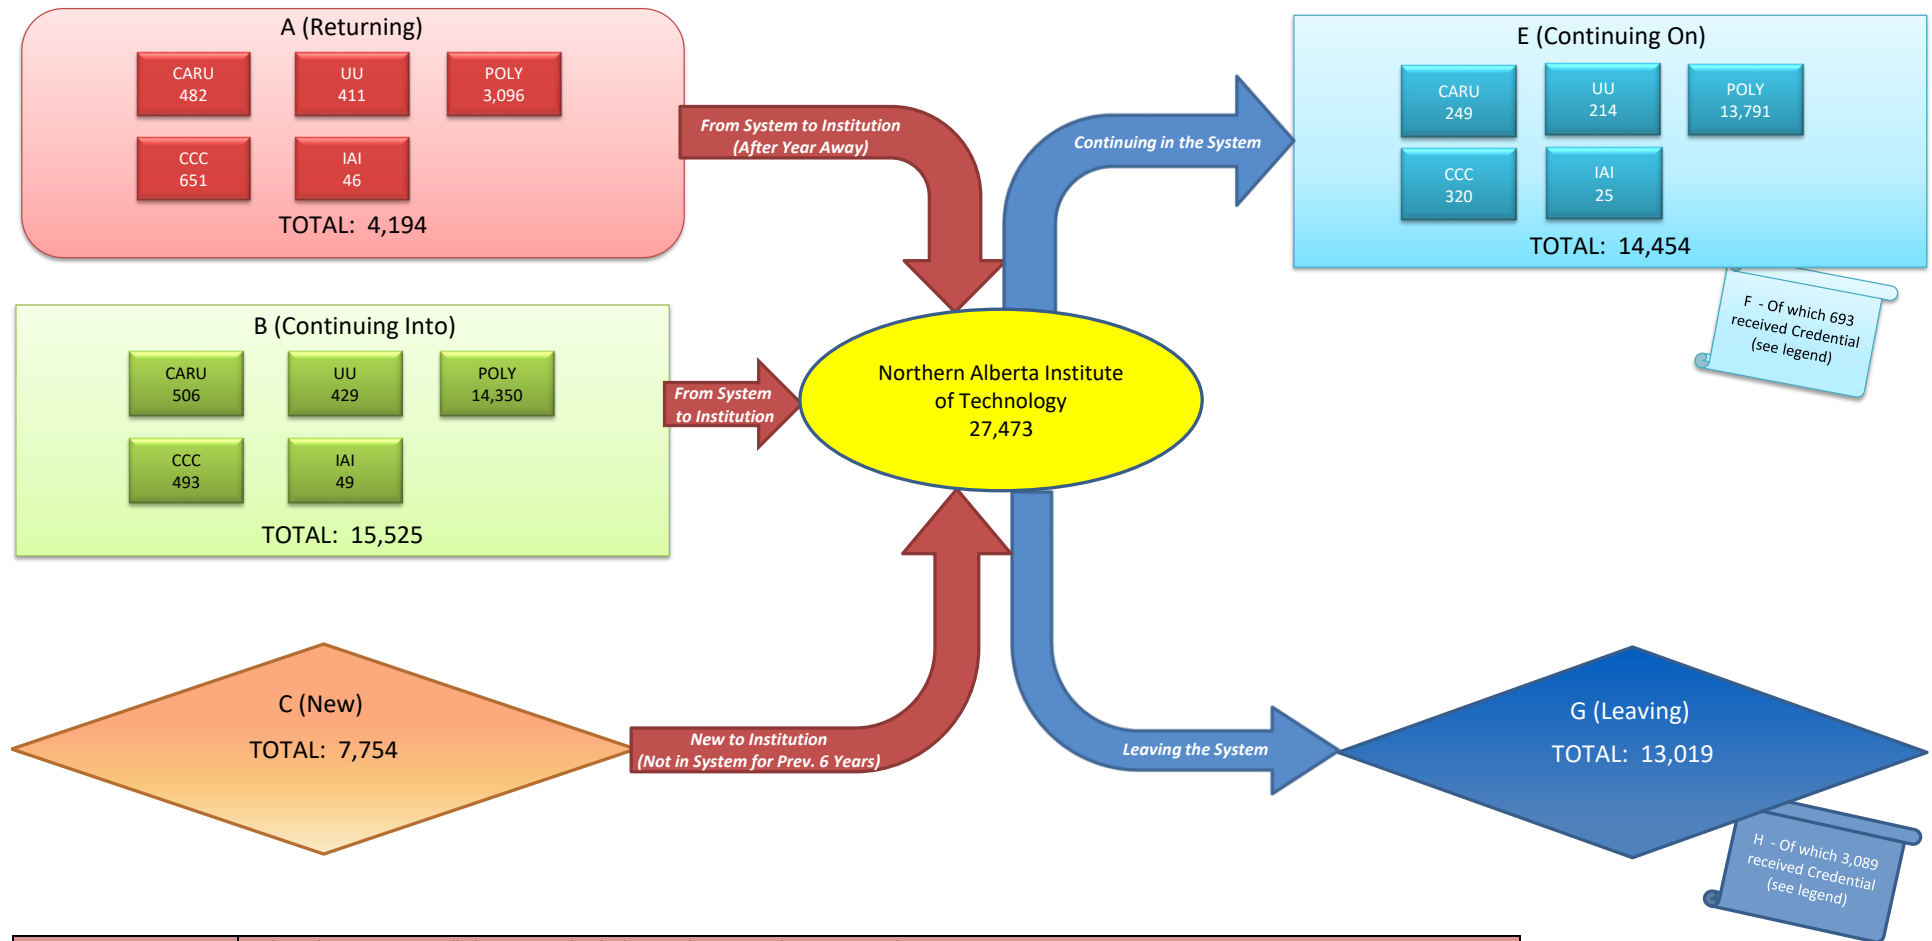 A (Returning)
CARU
482
UU
411
POLY
3,096
CCC
651
IAI
46
TOTAL: 4,194
From System to Institution
(After Year Away)
Continuing in the System
E (Continuing On)
CARU
249
UU
214
POLY
13,791
CCC
320
IAI
25
TOTAL: 14,454
F - Of which 693
received Credential
(see legend)
B (Continuing Into)
CARU
506
UU
429
POLY
14,350
CCC
493
IAI
49
TOTAL: 15,525
From System
to Institution
Northern Alberta Institute
of Technology
27,473
C (New)
TOTAL: 7,754
New to Institution
(Not in System for Prev. 6 Years)
Leaving the System
G (Leaving)
TOTAL: 13,019
H - Of which 3,089
received Credential
(see legend)